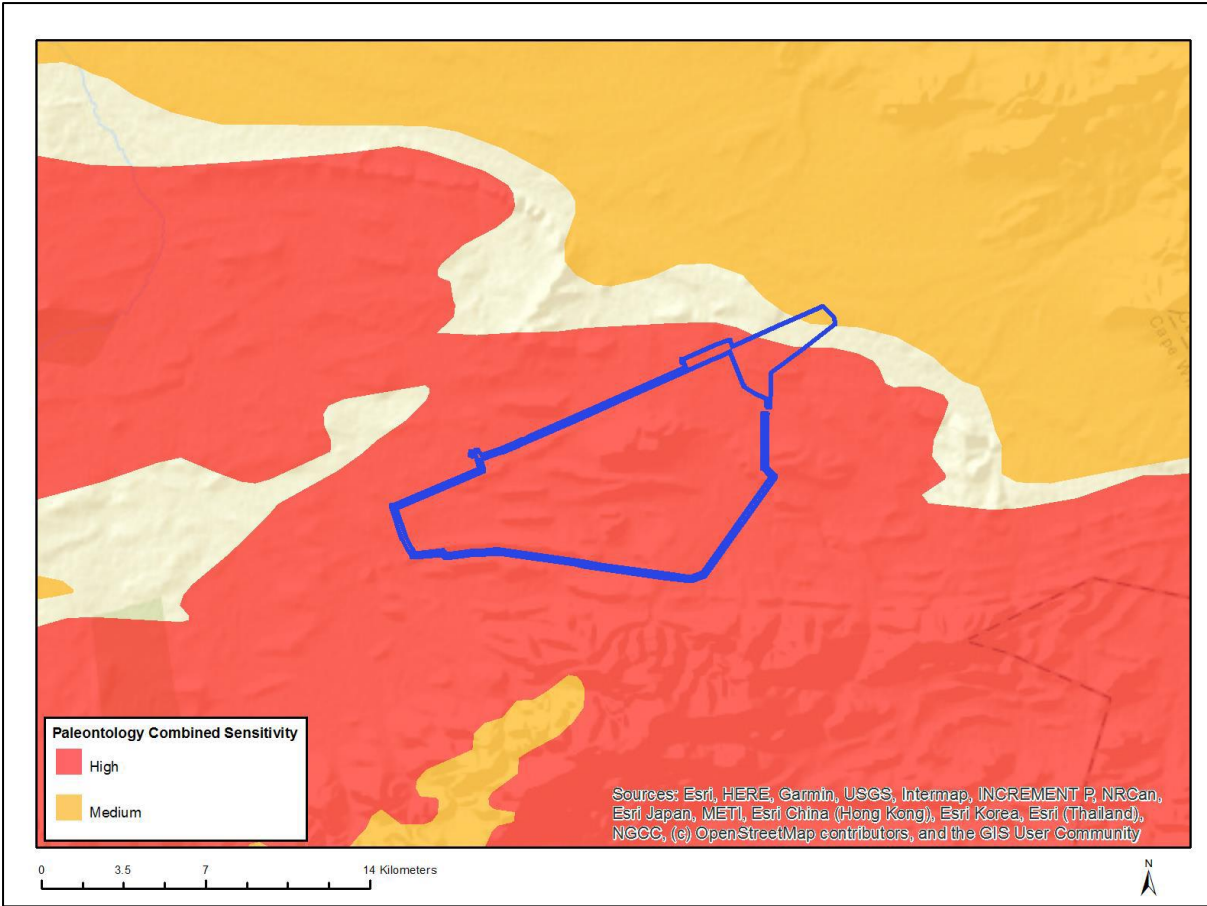 Cape W
Paleontology Combined Sensitivity
High
Medium
Sources: Esri, HERE, Garmin, USGS, Intermap, INCREMENT P, NRCan,
Esri Japan, METI, Esri China (Hong Kong), Esri Korea, Esri (Thailand),
NGCC, (c) OpenStreetMap contributors, and the GIS User Community
0 3.5 7 14 Kilometers
N